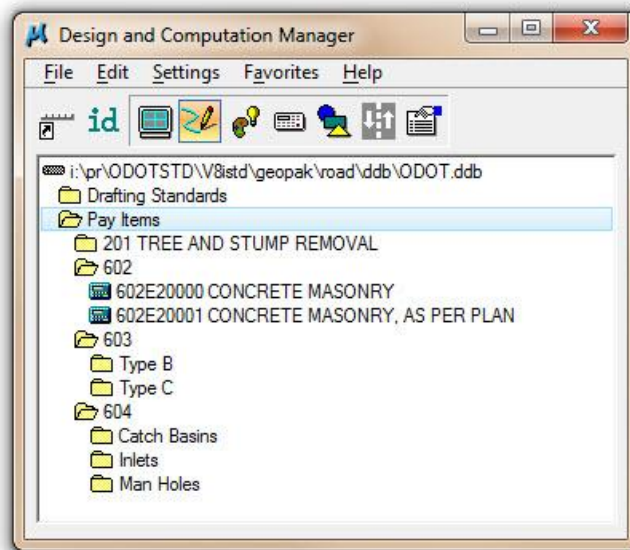 Design and Computation Manager
File Edit Settings Favorites Help
id
i:\pr\ODOTSTD\V8istd\geopak\road\ddb\ODOT.ddb
Drafting Standards
Pay Items
201 TREE AND STUMP REMOVAL
602
602E20000 CONCRETE MASONRY
602E20001 CONCRETE MASONRY, AS PER PLAN
603
Type B
Type C
604
Catch Basins
Inlets
Man Holes